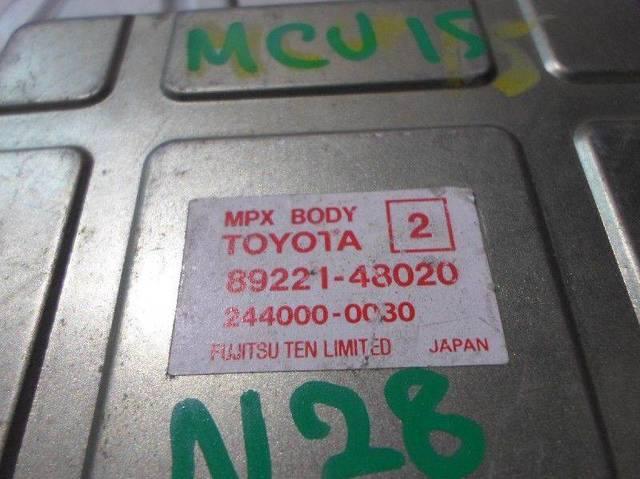 MCU15
MPX BODY 2
TOYOTA
89221-48020
244000-0030
FUJITSU TEN LIMITED JAPAN
N28